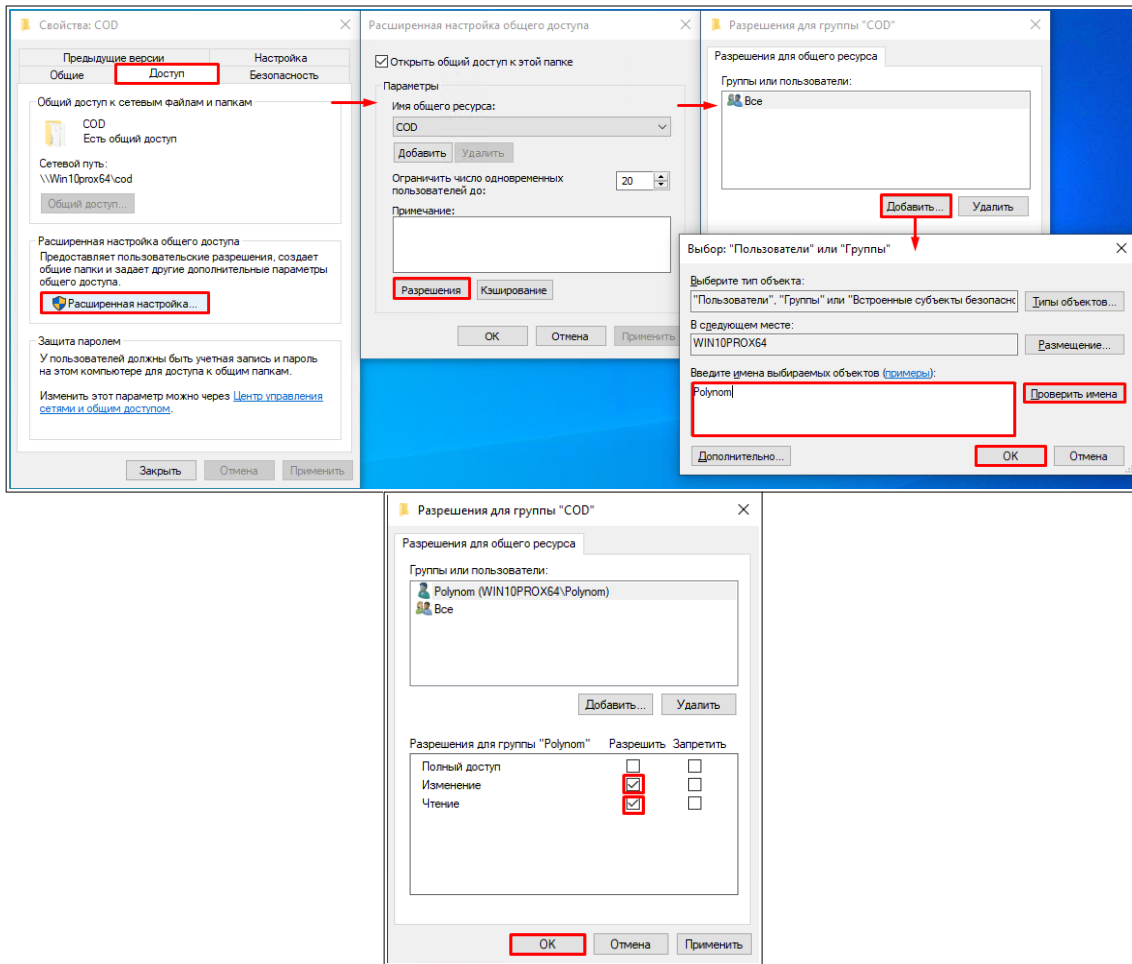 Свойства: COD
Предыдущие версии
Настройка
Общие
Доступ
Безопасность
Общий доступ к сетевым файлам и папкам
COD
Есть общий доступ
Сетевой путь:
\\Win10prox64\cod
Общий доступ...
Расширенная настройка общего доступа
Предоставляет пользовательские разрешения, создает
общие папки и задает другие дополнительные параметры
общего доступа.
Расширенная настройка...
Защита паролем
У пользователей должны быть учетная запись и пароль
на этом компьютере для доступа к общим папкам.
Изменить этот параметр можно через Центр управления
сетями и общим доступом.
Закрыть
Отмена
Применить
Расширенная настройка общего доступа
Открыть общий доступ к этой папке
Параметры
Имя общего ресурса:
COD
Добавить
Удалить
Ограничить число одновременных
пользователей до:
20
Примечание:
Разрешения
Кэширование
ОК
Отмена
Применить
Разрешения для группы "COD"
Разрешения для общего ресурса
Группы или пользователи:
Все
Добавить...
Удалить
Выбор: "Пользователи" или "Группы"
Выберите тип объекта:
"Пользователи", "Группы" или "Встроенные субъекты безопасно
Типы объектов...
В следующем месте:
WIN10PROX64
Размещение...
Введите имена выбираемых объектов (примеры):
Polynom
Проверить имена
Дополнительно...
ОК
Отмена
Разрешения для группы "COD"
Разрешения для общего ресурса
Группы или пользователи:
Polynom (WIN10PROX64\Polynom)
Все
Добавить...
Удалить
Разрешения для группы "Polynom" Разрешить Запретить
Полный доступ
Изменение
Чтение
ОК
Отмена
Применить